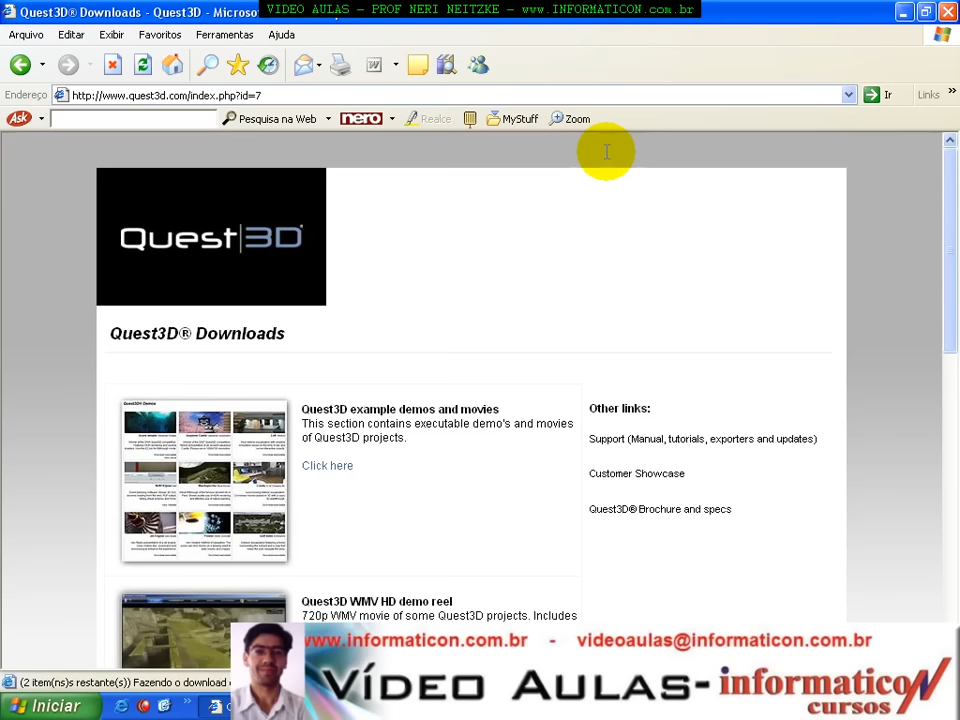 Quest3D® Downloads - Quest3D - Microso
VIDEO AULAS - PROF NERI NEITZKE - www.INFORMATICON.com.br
Arquivo Editar Exibir Favoritos Ferramentas Ajuda
Endereço http://www.quest3d.com/index.php?id=7 Ir Links »
Ask Pesquisa na Web nero Realce MyStuff Zoom
Quest3D
Quest3D® Downloads
Quest3D example demos and movies
This section contains executable demo's and movies
of Quest3D projects.
Click here
Other links:
Support (Manual, tutorials, exporters and updates)
Customer Showcase
Quest3D® Brochure and specs
Quest3D WMV HD demo reel
720p WMV movie of some Quest3D projects. Includes
www.informaticon.com.br - videoaulas@informaticon.com.br
(2 item(ns)s restante(s)) Fazendo o download
VÍDEO AULAS- informaticon
cursos
Iniciar